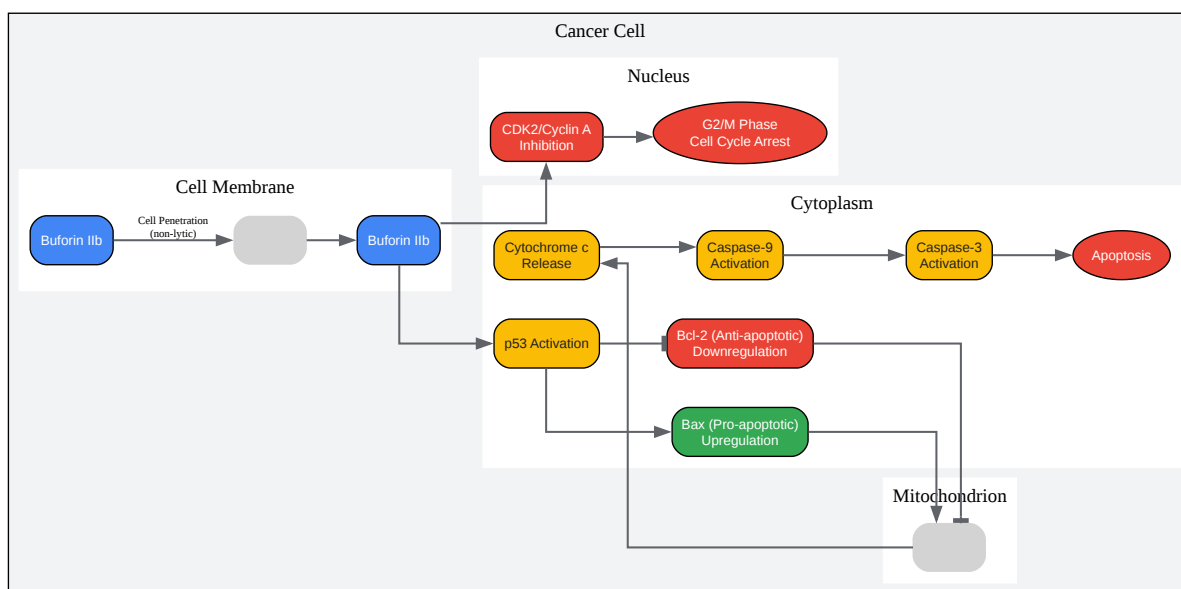 Cancer Cell
Nucleus
CDK2/Cyclin A
Inhibition
G2/M Phase
Cell Cycle Arrest
Cell Membrane
Buforin IIb
Cell Penetration
(non-lytic)
Buforin IIb
Cytoplasm
Cytochrome c
Release
Caspase-9
Activation
Caspase-3
Activation
Apoptosis
p53 Activation
Bcl-2 (Anti-apoptotic)
Downregulation
Bax (Pro-apoptotic)
Upregulation
Mitochondrion